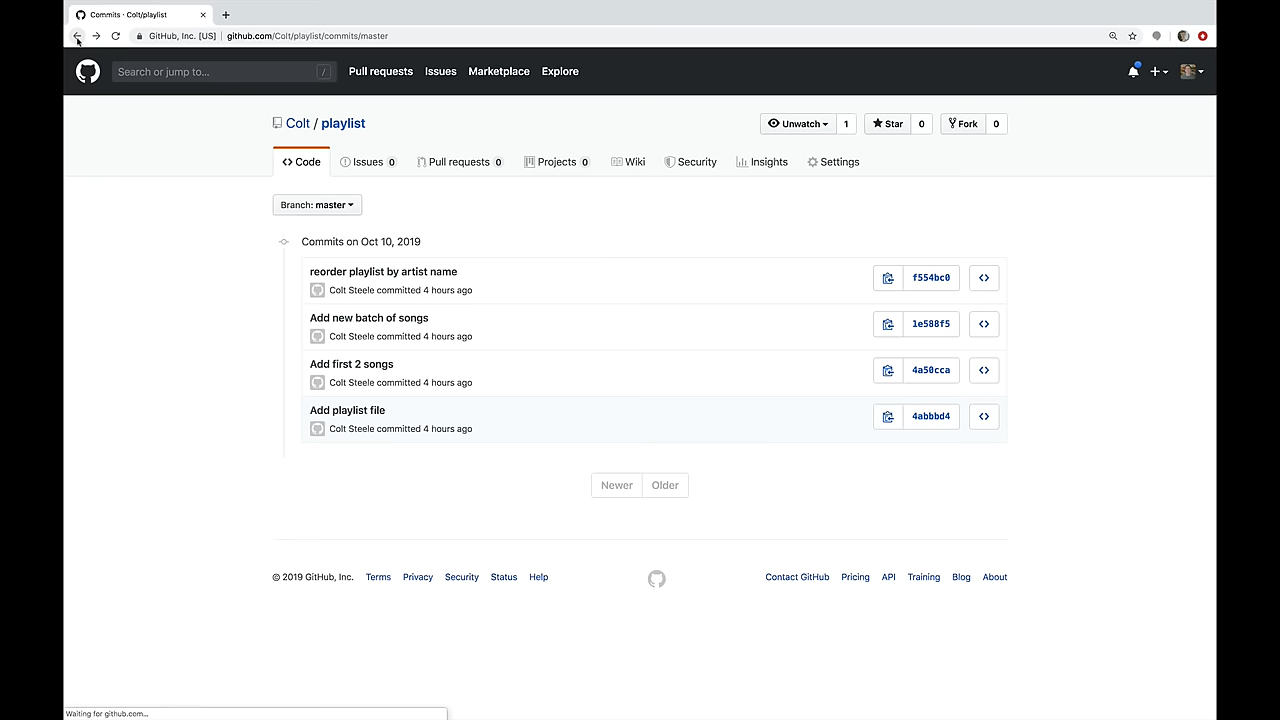 Commits · Colt/playlist
GitHub, Inc. [US] github.com/Colt/playlist/commits/master
Search or jump to... /
Pull requests Issues Marketplace Explore
Colt / playlist
Unwatch 1 Star 0 Fork 0
Code Issues 0 Pull requests 0 Projects 0 Wiki Security Insights Settings
Branch: master
Commits on Oct 10, 2019
reorder playlist by artist name
Colt Steele committed 4 hours ago
f554bc0
Add new batch of songs
Colt Steele committed 4 hours ago
1e588f5
Add first 2 songs
Colt Steele committed 4 hours ago
4a50cca
Add playlist file
Colt Steele committed 4 hours ago
4abbbd4
Newer Older
© 2019 GitHub, Inc. Terms Privacy Security Status Help
Contact GitHub Pricing API Training Blog About
Waiting for github.com...